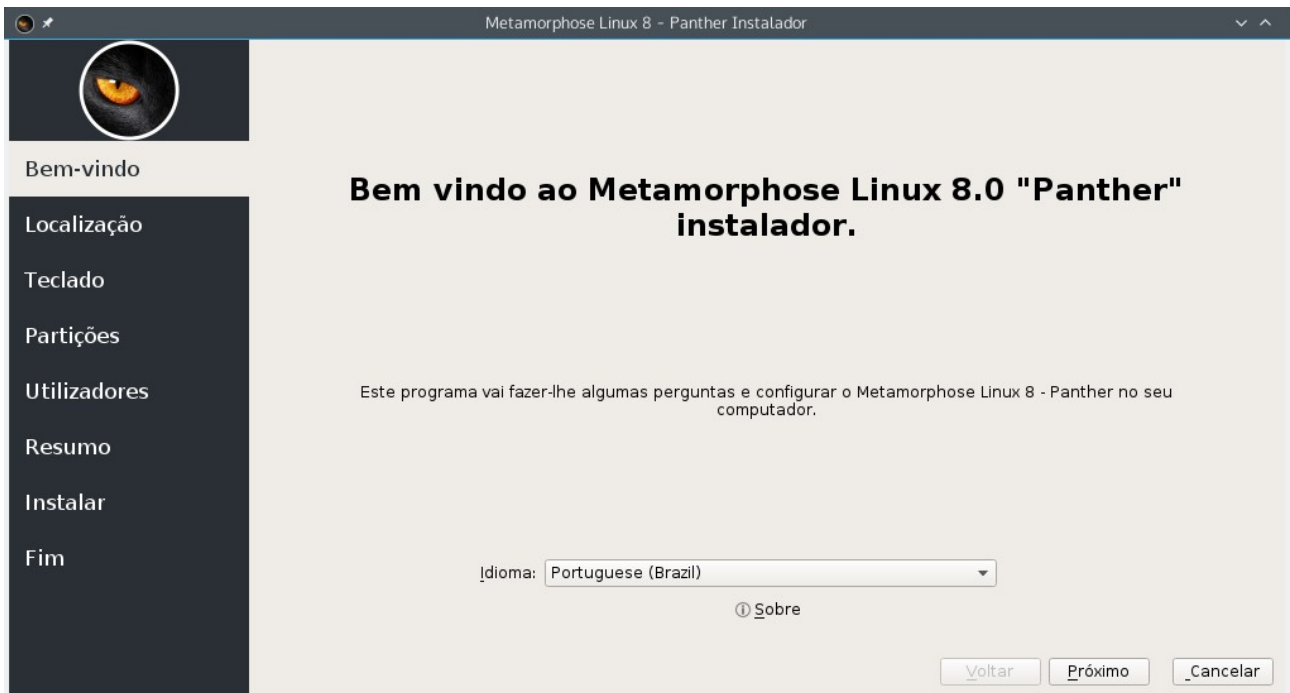 Metamorphose Linux 8 - Panther Instalador
Bem-vindo
Localização
Teclado
Partições
Utilizadores
Resumo
Instalar
Fim
Bem vindo ao Metamorphose Linux 8.0 "Panther"
instalador.
Este programa vai fazer-lhe algumas perguntas e configurar o Metamorphose Linux 8 - Panther no seu
computador.
Idioma: Portuguese (Brazil)
Sobre
Voltar
Próximo
_Cancelar